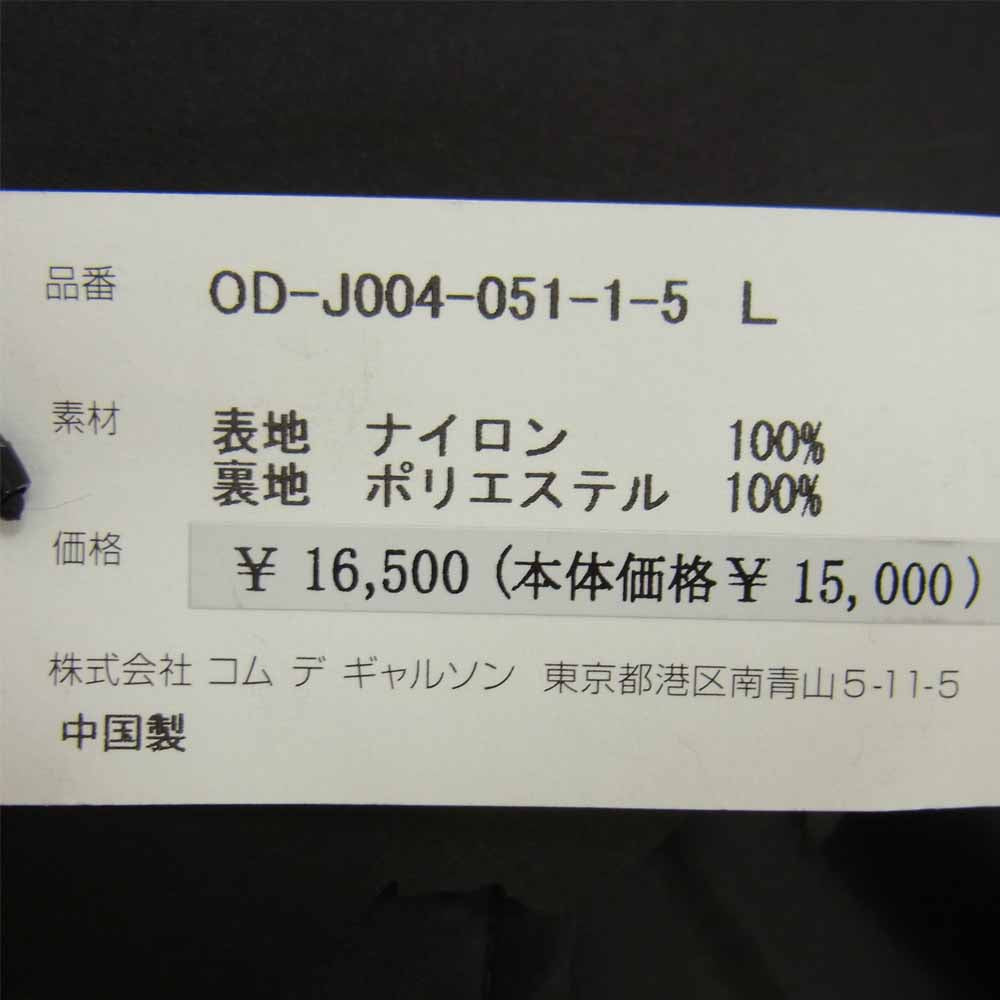 品番 OD-J004-051-1-5 L
素材 表地 ナイロン 100%
裏地 ポリエステル 100%
価格 ¥ 16,500 (本体価格¥ 15,000)
株式会社 コム デ ギャルソン 東京都港区南青山5-11-5
中国製